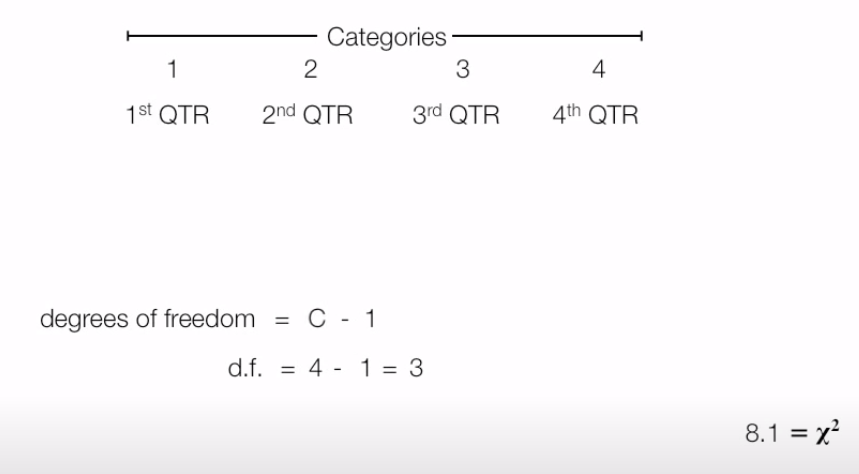 Categories
1 2 3 4
1st QTR 2nd QTR 3rd QTR 4th QTR
degrees of freedom = C - 1
d.f. = 4 - 1 = 3
8.1 = χ²